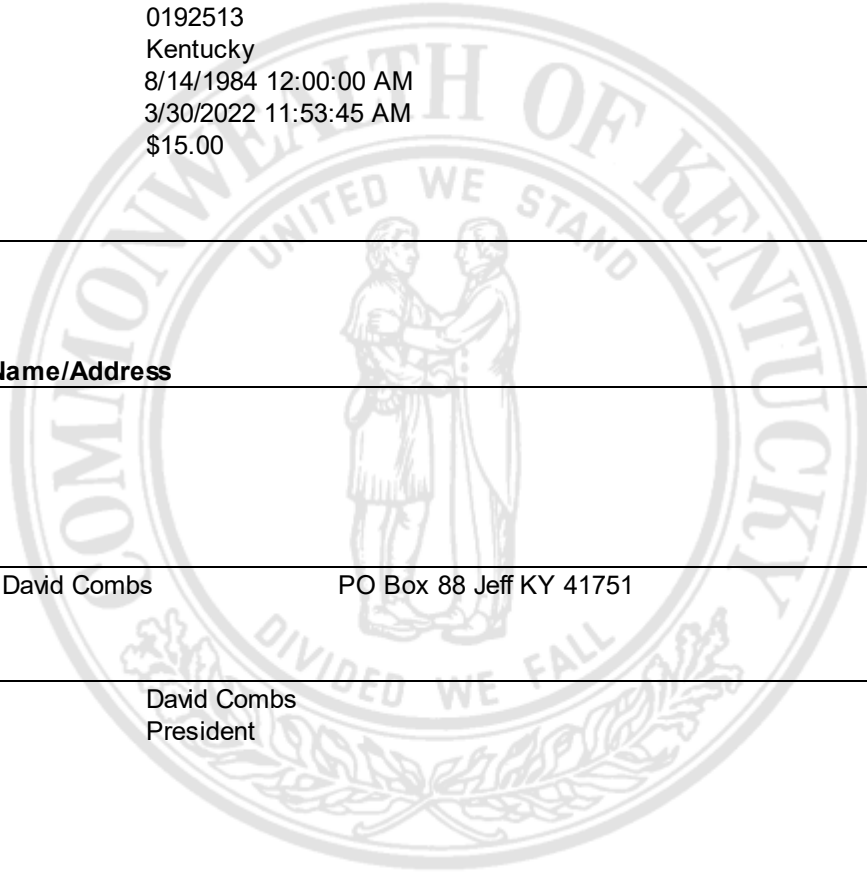 0192513
Kentucky
8/14/1984 12:00:00 AM
3/30/2022 11:53:45 AM
$15.00
COMMONWEALTH OF KENTUCKY
UNITED WE STAND
Name/Address
David Combs PO Box 88 Jeff KY 41751
DIVIDED WE FALL
David Combs
President